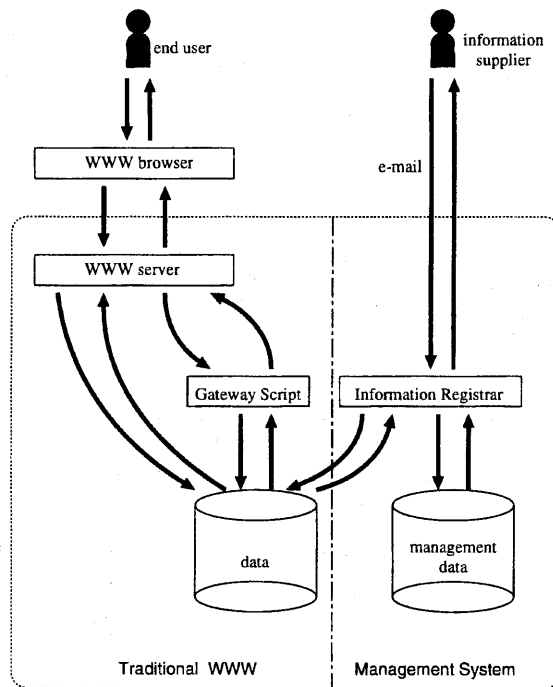 end user
information
supplier
WWW browser
e-mail
WWW server
Gateway Script
Information Registrar
data
management
data
Traditional WWW
Management System